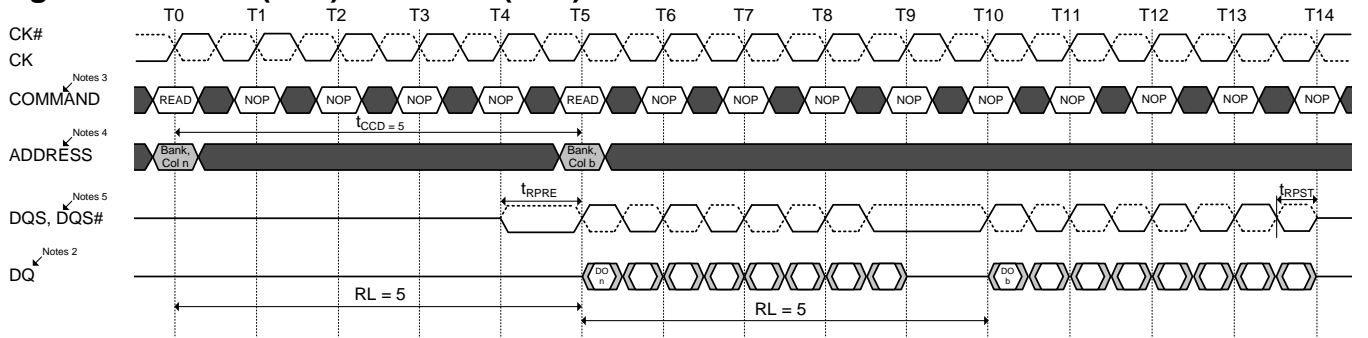 T0 T1 T2 T3 T4 T5 T6 T7 T8 T9 T10 T11 T12 T13 T14
CK#
CK
Notes 3
COMMAND READ NOP NOP NOP NOP READ NOP NOP NOP NOP NOP NOP NOP NOP NOP
tCCD = 5
Notes 4
ADDRESS Bank, Col n Bank, Col b
Notes 5
tRPRE tRPST
DQS, DQS#
Notes 2
DQ DO n DO b
RL = 5
RL = 5